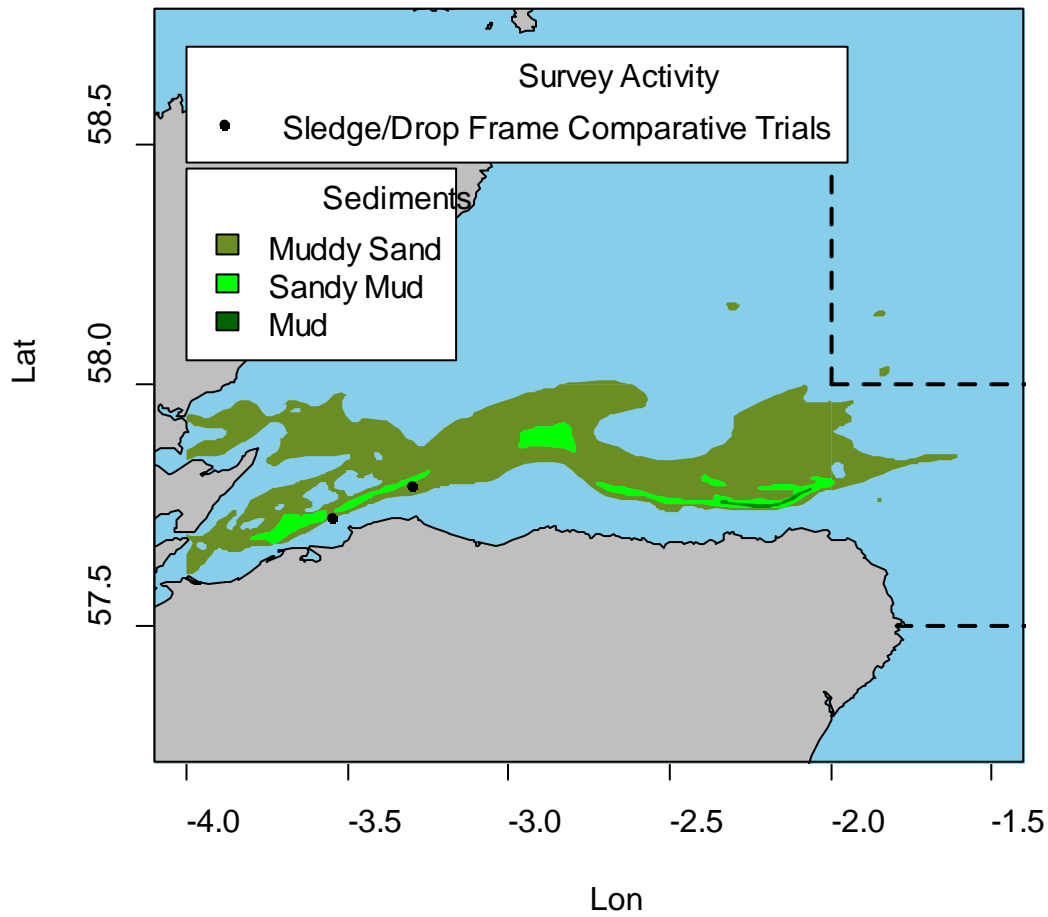 Survey Activity
Sledge/Drop Frame Comparative Trials
Sediments
Muddy Sand
Sandy Mud
Mud
Lat
58.5
58.0
57.5
-4.0 -3.5 -3.0 -2.5 -2.0 -1.5
Lon